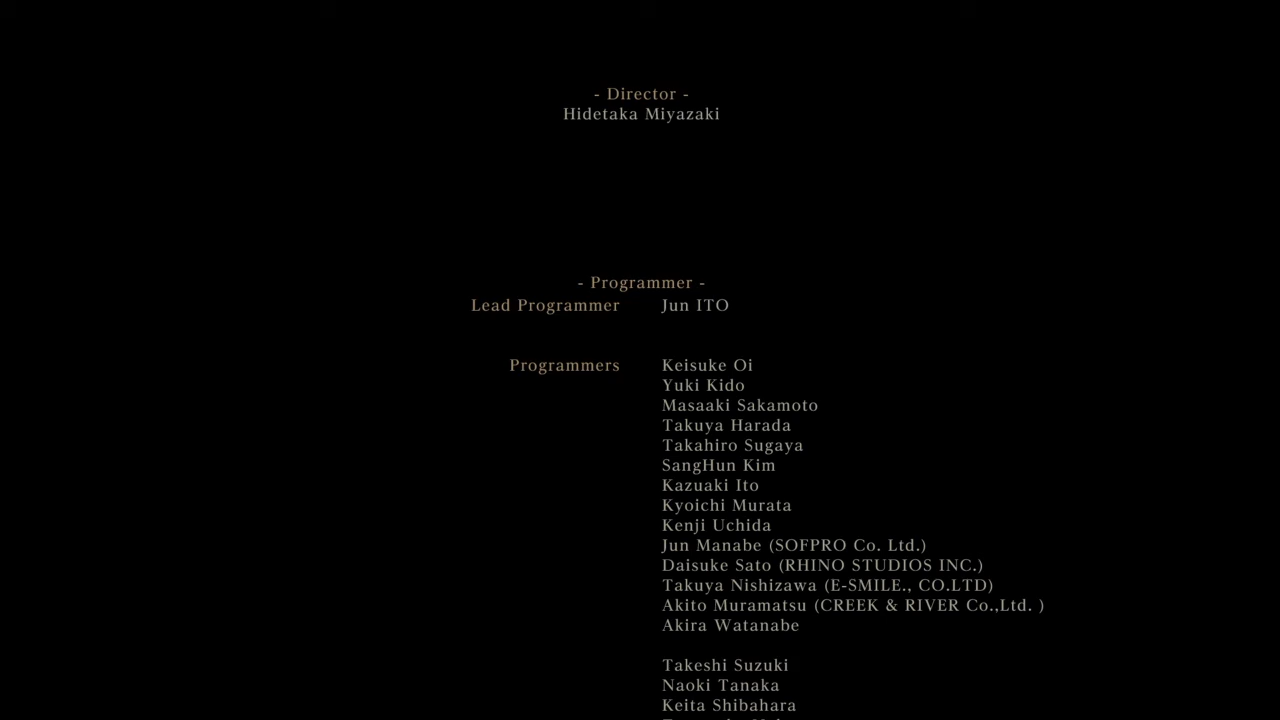 - Director -
Hidetaka Miyazaki
- Programmer -
Lead Programmer Jun ITO
Programmers Keisuke Oi
Yuki Kido
Masaaki Sakamoto
Takuya Harada
Takahiro Sugaya
SangHun Kim
Kazuaki Ito
Kyoichi Murata
Kenji Uchida
Jun Manabe (SOFPRO Co. Ltd.)
Daisuke Sato (RHINO STUDIOS INC.)
Takuya Nishizawa (E-SMILE., CO.LTD)
Akito Muramatsu (CREEK & RIVER Co.,Ltd. )
Akira Watanabe
Takeshi Suzuki
Naoki Tanaka
Keita Shibahara